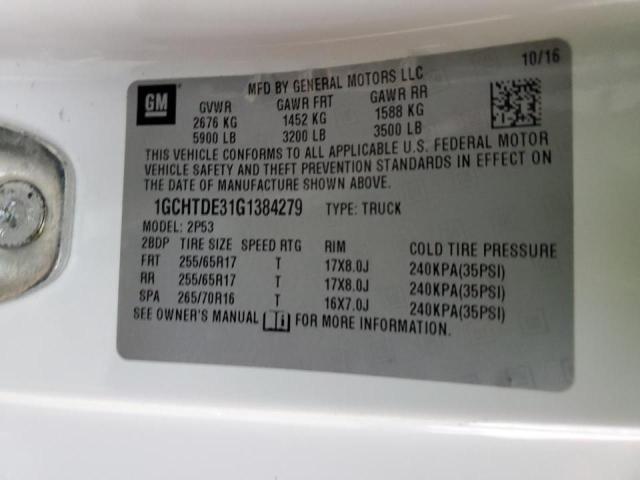 MFD BY GENERAL MOTORS LLC 10/16
GM
GVWR GAWR FRT GAWR RR
2676 KG 1452 KG 1588 KG
5900 LB 3200 LB 3500 LB
THIS VEHICLE CONFORMS TO ALL APPLICABLE U.S. FEDERAL MOTOR
VEHICLE SAFETY AND THEFT PREVENTION STANDARDS IN EFFECT ON
THE DATE OF MANUFACTURE SHOWN ABOVE.
1GCHTDE31G1384279 TYPE: TRUCK
MODEL: 2P53
2BDP TIRE SIZE SPEED RTG RIM COLD TIRE PRESSURE
FRT 255/65R17 T 17X8.0J 240KPA(35PSI)
RR 255/65R17 T 17X8.0J 240KPA(35PSI)
SPA 265/70R16 T 16X7.0J 240KPA(35PSI)
SEE OWNER'S MANUAL FOR MORE INFORMATION.